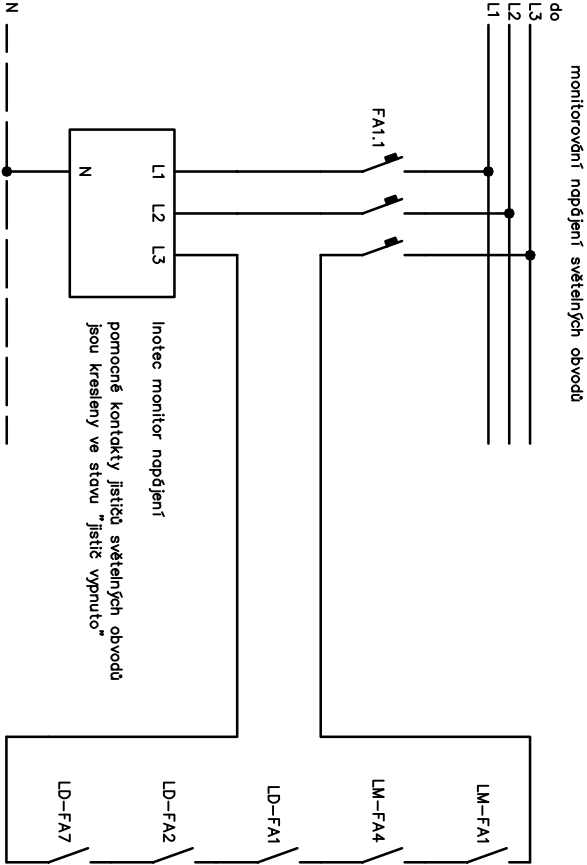 monitorování napájení světelných obvodů
do
L3
L2
L1
N
FA1.1
L1
L2
L3
N
Inotec monitor napájení
pomocné kontakty jističů světelných obvodů
jsou kresleny ve stavu "jistič vypnuto"
LM-FA1
LM-FA4
LD-FA1
LD-FA2
LD-FA7